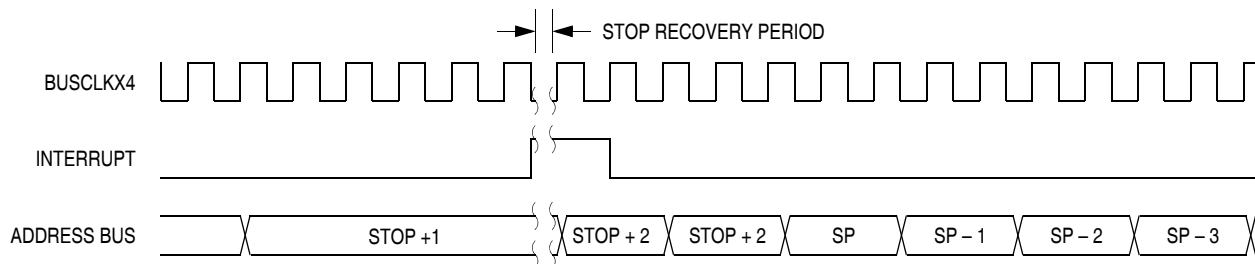 STOP RECOVERY PERIOD
BUSCLKX4
INTERRUPT
ADDRESS BUS STOP +1 STOP + 2 STOP + 2 SP SP – 1 SP – 2 SP – 3